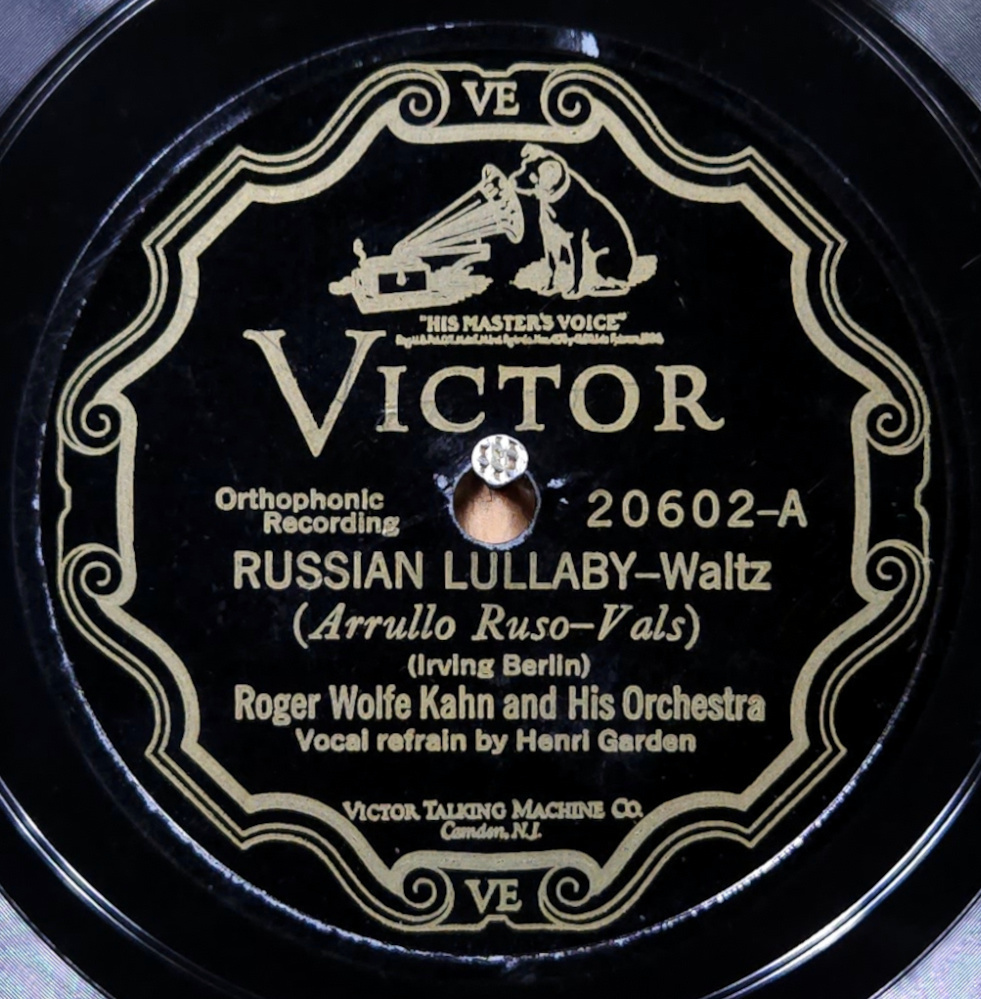 VE
"HIS MASTER'S VOICE"
VICTOR
Orthophonic
Recording
20602-A
RUSSIAN LULLABY–Waltz
(Arrullo Ruso–Vals)
(Irving Berlin)
Roger Wolfe Kahn and His Orchestra
Vocal refrain by Henri Garden
VICTOR TALKING MACHINE CO.
Camden, N.J.
VE